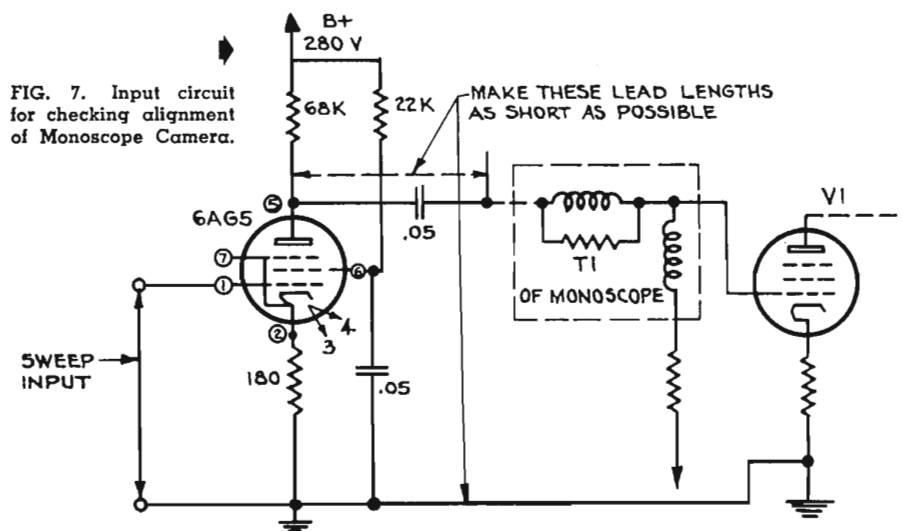 FIG. 7. Input circuit
for checking alignment
of Monoscope Camera.
B+
280 V
68K
22K
MAKE THESE LEAD LENGTHS
AS SHORT AS POSSIBLE
5
6AG5
.05
T1
OF MONOSCOPE
V1
7
6
1
2
4
3
SWEEP
INPUT
180
.05